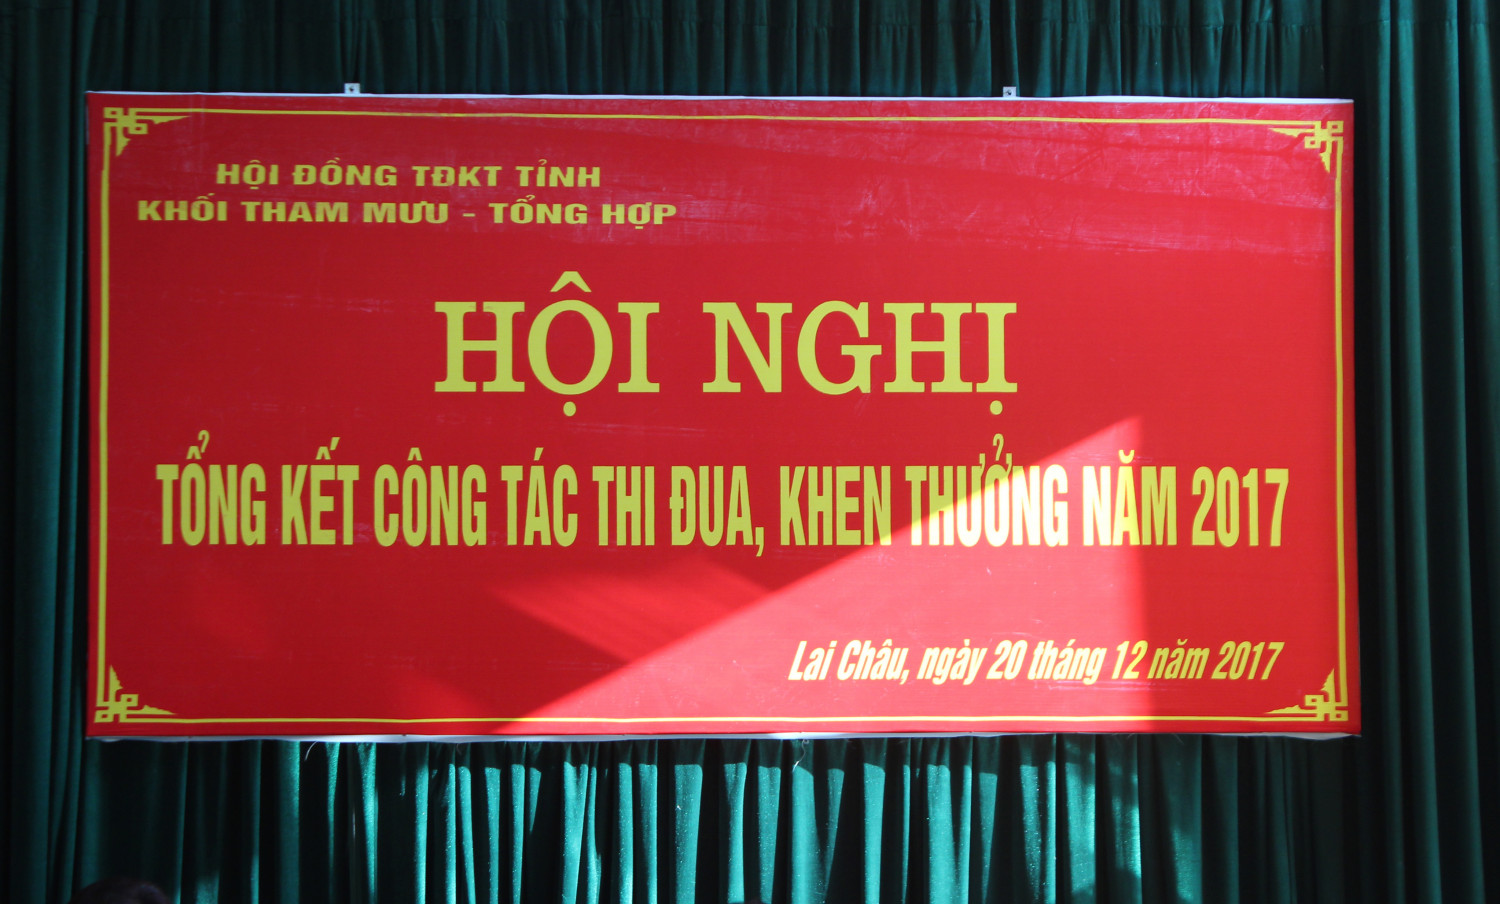 HỘI ĐỒNG TĐKT TỈNH
KHỐI THAM MƯU - TỔNG HỢP
HỘI NGHỊ
TỔNG KẾT CÔNG TÁC THI ĐUA, KHEN THƯỞNG NĂM 2017
Lai Châu, ngày 20 tháng 12 năm 2017